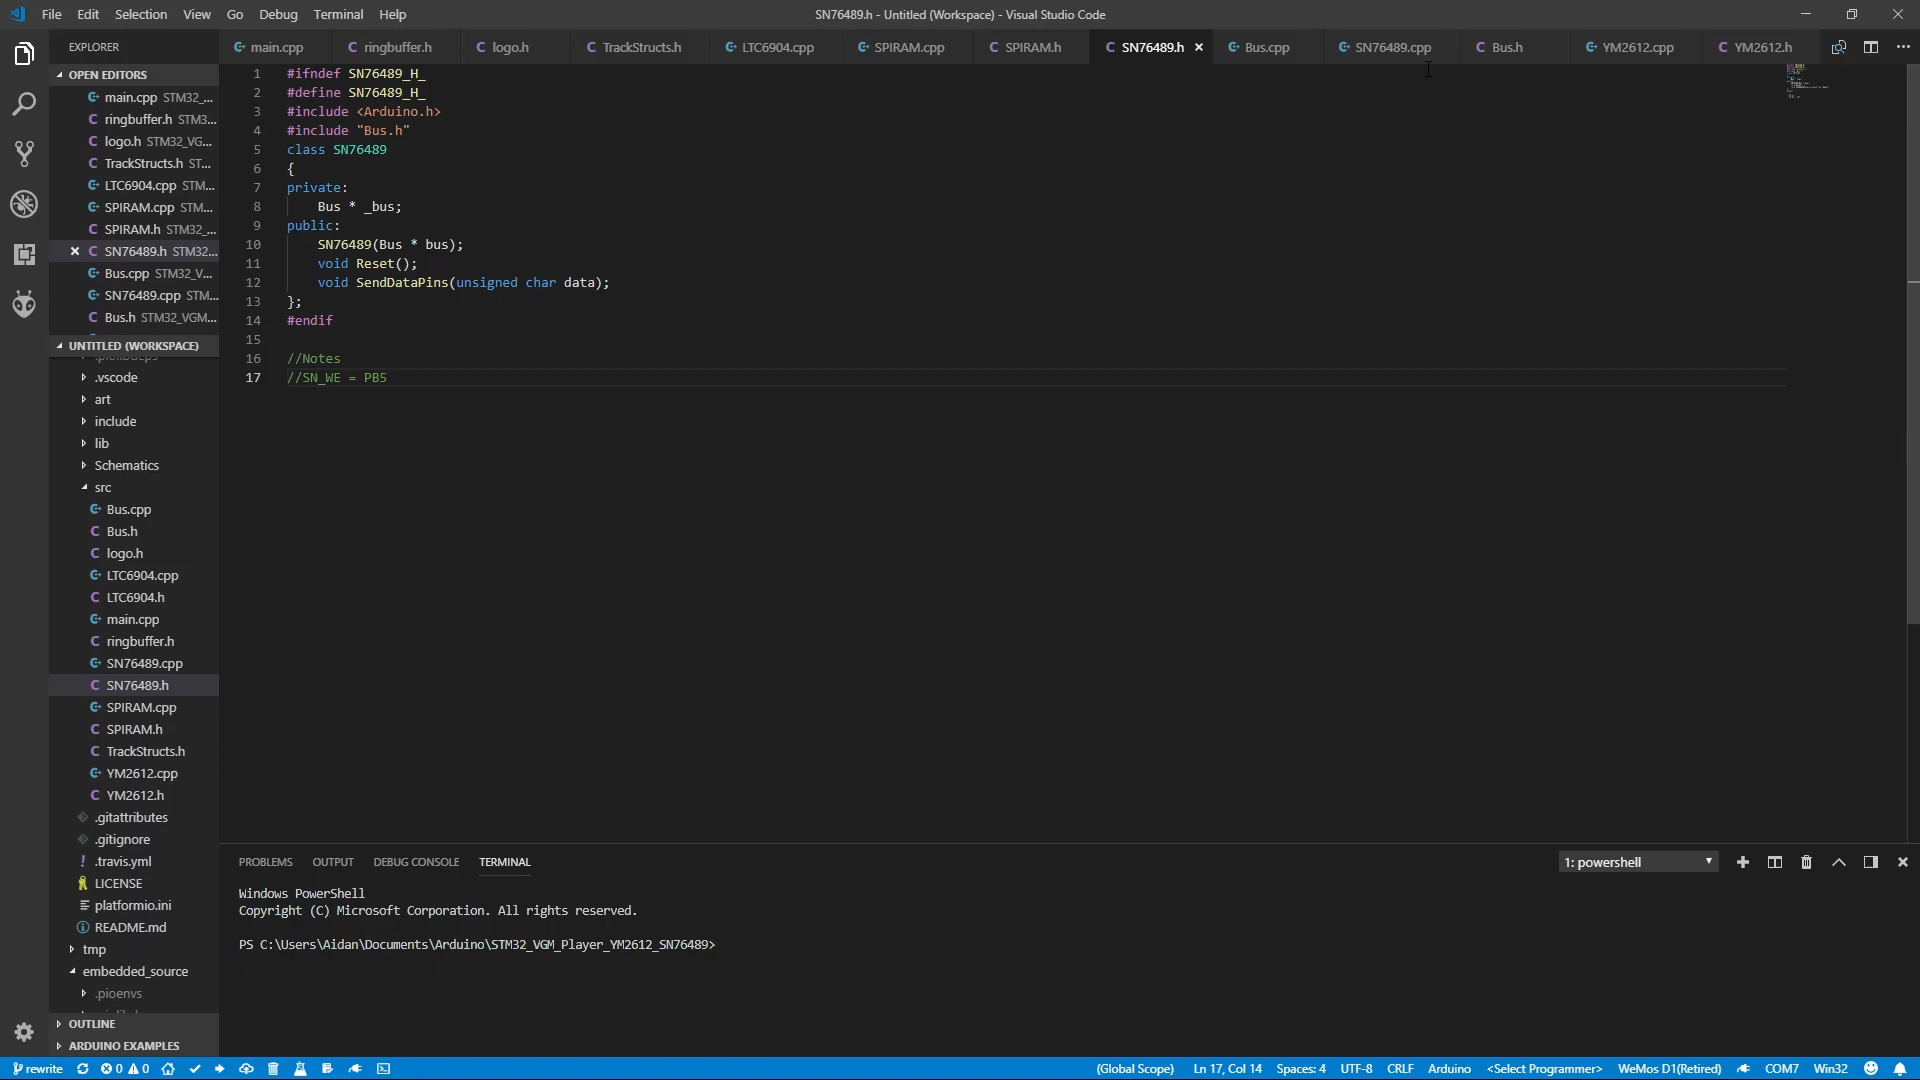 File Edit Selection View Go Debug Terminal Help
SN76489.h - Untitled (Workspace) - Visual Studio Code
EXPLORER
main.cpp ringbuffer.h logo.h TrackStructs.h LTC6904.cpp SPIRAM.cpp SPIRAM.h SN76489.h Bus.cpp SN76489.cpp Bus.h YM2612.cpp YM2612.h
OPEN EDITORS
main.cpp STM32_...
ringbuffer.h STM3...
logo.h STM32_VG...
TrackStructs.h ST...
LTC6904.cpp STM...
SPIRAM.cpp STM...
SPIRAM.h STM32_...
SN76489.h STM32...
Bus.cpp STM32_V...
SN76489.cpp STM...
Bus.h STM32_VGM...
UNTITLED (WORKSPACE)
.vscode
art
include
lib
Schematics
src
Bus.cpp
Bus.h
logo.h
LTC6904.cpp
LTC6904.h
main.cpp
ringbuffer.h
SN76489.cpp
SN76489.h
SPIRAM.cpp
SPIRAM.h
TrackStructs.h
YM2612.cpp
YM2612.h
.gitattributes
.gitignore
.travis.yml
LICENSE
platformio.ini
README.md
tmp
embedded_source
.pioenvs
OUTLINE
ARDUINO EXAMPLES
1 #ifndef SN76489_H_
2 #define SN76489_H_
3 #include <Arduino.h>
4 #include "Bus.h"
5 class SN76489
6 {
7 private:
8 Bus * _bus;
9 public:
10 SN76489(Bus * bus);
11 void Reset();
12 void SendDataPins(unsigned char data);
13 };
14 #endif
15
16 //Notes
17 //SN_WE = PB5
PROBLEMS OUTPUT DEBUG CONSOLE TERMINAL
1: powershell
Windows PowerShell
Copyright (C) Microsoft Corporation. All rights reserved.
PS C:\Users\Aidan\Documents\Arduino\STM32_VGM_Player_YM2612_SN76489>
rewrite 0 0
(Global Scope) Ln 17, Col 14 Spaces: 4 UTF-8 CRLF Arduino <Select Programmer> WeMos D1(Retired) COM7 Win32